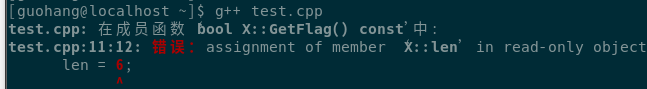 [guohang@localhost ~]$ g++ test.cpp
test.cpp: 在成员函数‘bool X::GetFlag() const’中:
test.cpp:11:12: 错误：assignment of member ‘X::len’ in read-only object
len = 6;
^